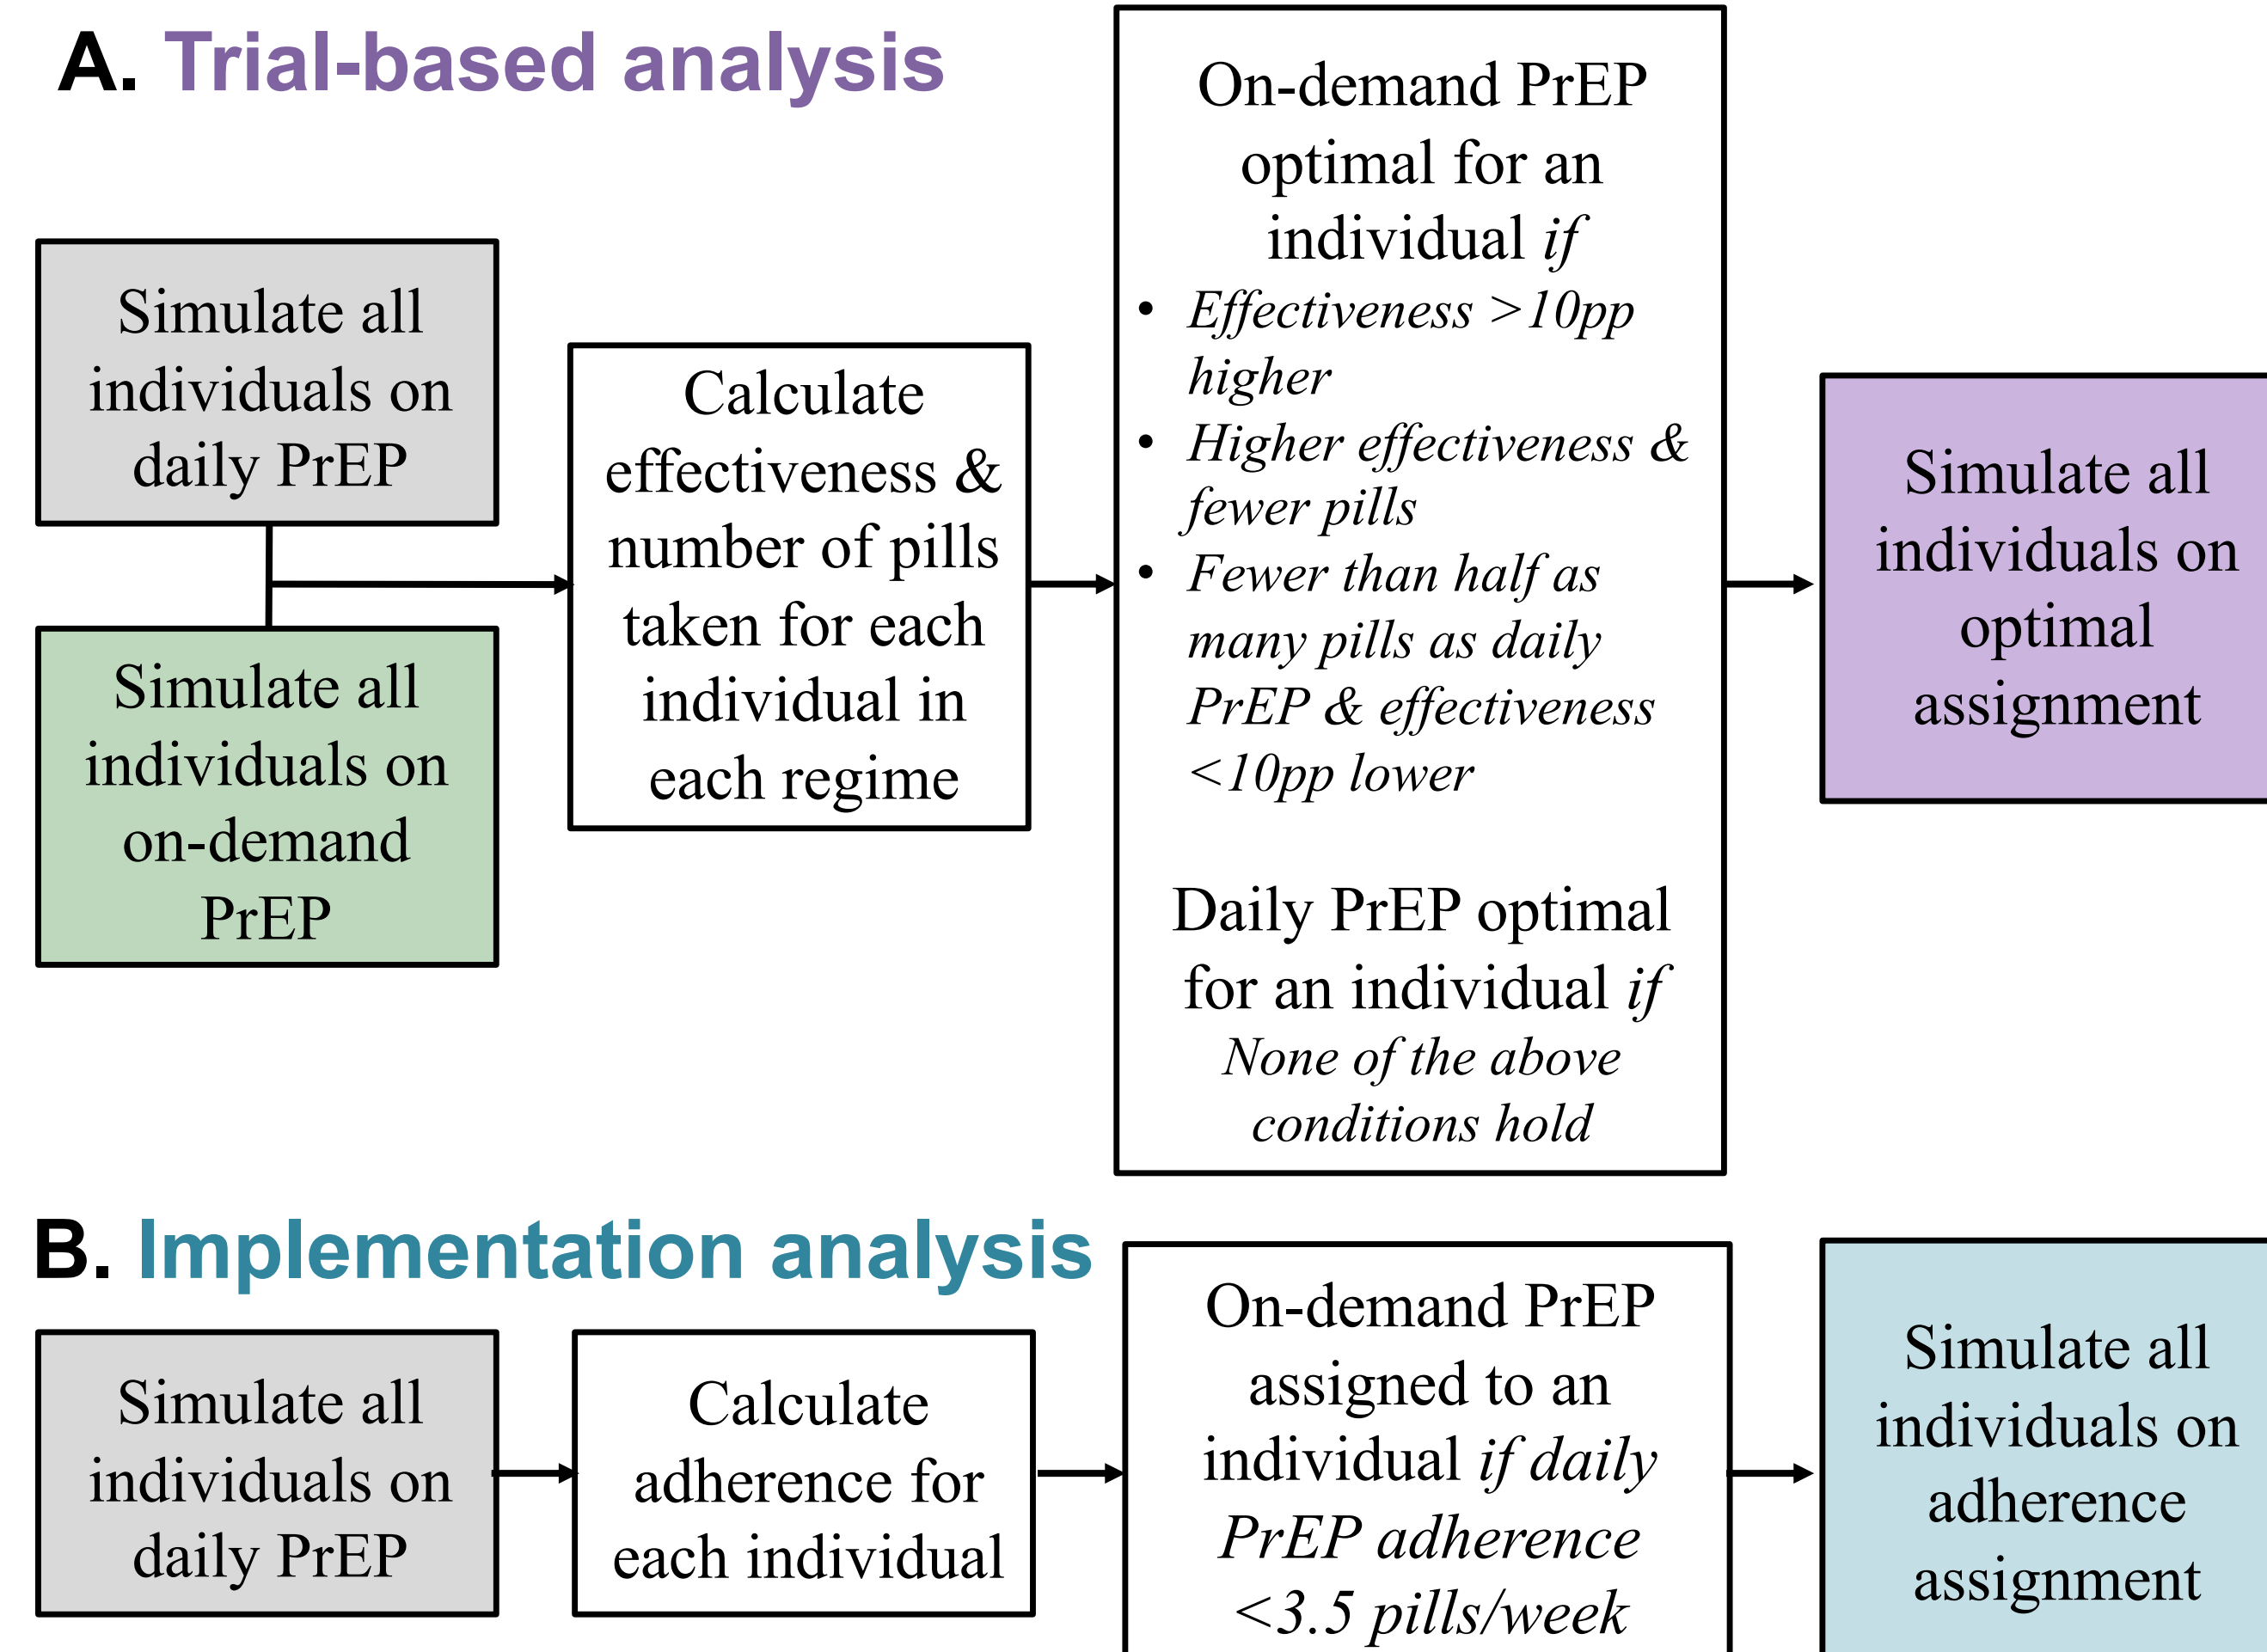 A. Trial-based analysis
Simulate all
individuals on
daily PrEP
Simulate all
individuals on
on-demand
PrEP
Calculate
effectiveness &
number of pills
taken for each
individual in
each regime
On-demand PrEP
optimal for an
individual if
• Effectiveness >10pp
higher
• Higher effectiveness &
fewer pills
• Fewer than half as
many pills as daily
PrEP & effectiveness
<10pp lower
Daily PrEP optimal
for an individual if
None of the above
conditions hold
Simulate all
individuals on
optimal
assignment
B. Implementation analysis
Simulate all
individuals on
daily PrEP
Calculate
adherence for
each individual
On-demand PrEP
assigned to an
individual if daily
PrEP adherence
<3.5 pills/week
Simulate all
individuals on
adherence
assignment